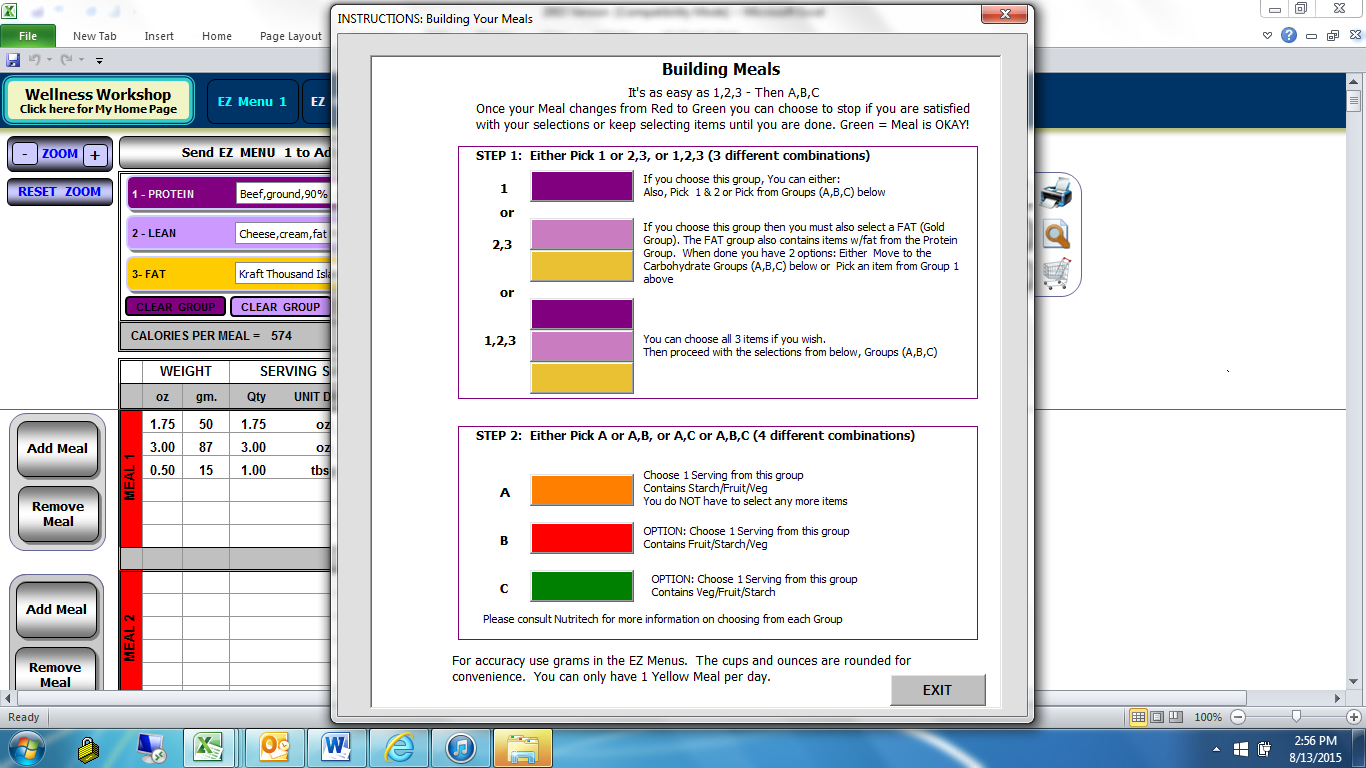 INSTRUCTIONS: Building Your Meals
File
New Tab
Insert
Home
Page Layout
Wellness Workshop
Click here for My Home Page
EZ Menu 1
EZ
- ZOOM +
RESET ZOOM
Send EZ MENU 1 to
1 - PROTEIN
Beef,ground,90%
2 - LEAN
Cheese,cream,fat
3- FAT
Kraft Thousand
CLEAR GROUP
CLEAR GROUP
CALORIES PER MEAL = 574
WEIGHT
SERVING S
oz gm. Qty UNIT D
MEAL 1
1.75 50 1.75 oz
3.00 87 3.00 oz
0.50 15 1.00 tbs
Add Meal
Remove
Meal
MEAL 2
Add Meal
Remove
Meal
Building Meals
It's as easy as 1,2,3 - Then A,B,C
Once your Meal changes from Red to Green you can choose to stop if you are satisfied
with your selections or keep selecting items until you are done. Green = Meal is OKAY!
STEP 1: Either Pick 1 or 2,3, or 1,2,3 (3 different combinations)
1
If you choose this group, You can either:
Also, Pick 1 & 2 or Pick from Groups (A,B,C) below
or
2,3
If you choose this group then you must also select a FAT (Gold
Group). The FAT group also contains items w/fat from the Protein
Group. When done you have 2 options: Either Move to the
Carbohydrate Groups (A,B,C) below or Pick an item from Group 1
above
or
1,2,3
You can choose all 3 items if you wish.
Then proceed with the selections from below, Groups (A,B,C)
STEP 2: Either Pick A or A,B, or A,C or A,B,C (4 different combinations)
A
Choose 1 Serving from this group
Contains Starch/Fruit/Veg
You do NOT have to select any more items
B
OPTION: Choose 1 Serving from this group
Contains Fruit/Starch/Veg
C
OPTION: Choose 1 Serving from this group
Contains Veg/Fruit/Starch
Please consult Nutritech for more information on choosing from each Group
For accuracy use grams in the EZ Menus. The cups and ounces are rounded for
convenience. You can only have 1 Yellow Meal per day.
EXIT
Ready
100%
2:56 PM
8/13/2015